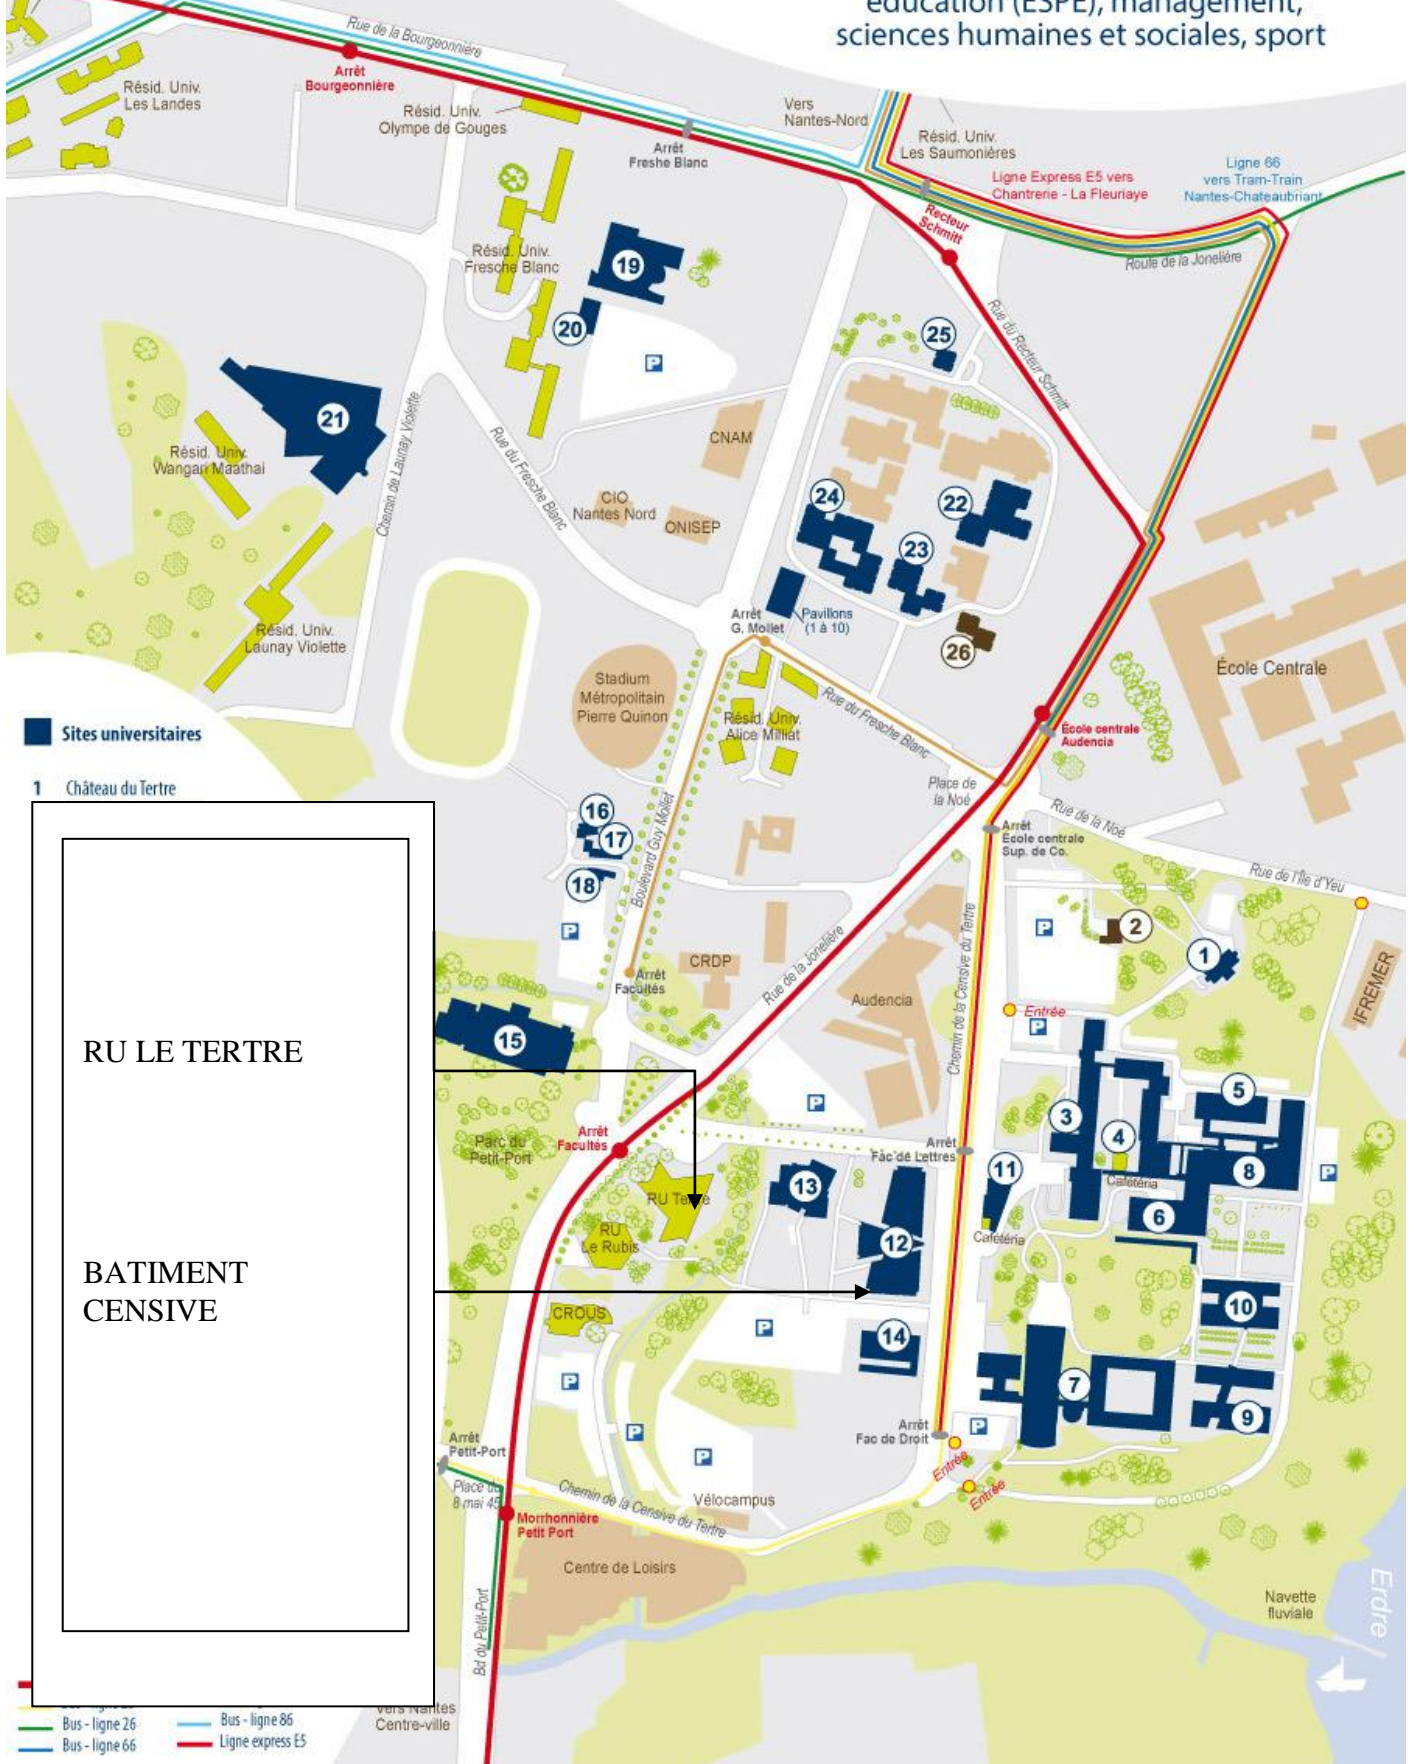 éducation (ESPE), management,
sciences humaines et sociales, sport
Rue de la Bourgeonnière
Arrêt
Bourgeonnière
Résid. Univ.
Les Landes
Résid. Univ.
Olympe de Gouges
Arrêt
Freshe Blanc
Vers
Nantes-Nord
Résid. Univ.
Les Saumonières
Ligne Express E5 vers
Chantrerie - La Fleuriaye
Ligne 66
vers Tram-Train
Nantes-Chateaubriant
Recteur
Schmitt
Route de la Jonelière
Résid. Univ.
Fresche Blanc
19
20
P
25
Rue du Recteur Schmitt
21
Résid. Univ.
Wangari Maathai
Chemin de Launay Violette
Rue du Fresche Blanc
CNAM
CIO
Nantes Nord
ONISEP
24
22
23
Pavillons
(1 à 10)
Arrêt
G. Mollet
26
Résid. Univ.
Launay Violette
Stadium
Métropolitain
Pierre Quinon
Résid. Univ.
Alice Milliat
Rue du Fresche Blanc
École Centrale
École centrale
Audencia
Place de
la Noé
Rue de la Noé
Arrêt
École centrale
Sup. de Co.
Rue de l'Île d'Yeu
Sites universitaires
1 Château du Tertre
RU LE TERTRE
BATIMENT
CENSIVE
16
17
18
Boulevard Guy Mollet
P
Arrêt
Facultés
CRDP
Rue de la Jonelière
Audencia
Chemin de la Censive du Tertre
P
2
1
IFREMER
Entrée
P
15
P
3
4
5
8
P
Cafétéria
6
Arrêt
Facultés
Parc du
Petit-Port
Arrêt
Fac de Lettres
11
Cafétéria
13
12
RU Tertre
RU
Le Rubis
CROUS
P
14
10
7
9
P
P
P
Arrêt
Fac de Droit
P
Entrée
Entrée
Arrêt
Petit-Port
Place du
8 mai 45
Morrhonnière
Petit Port
Chemin de la Censive du Tertre
Vélocampus
Centre de Loisirs
Bd du Petit-Port
Navette
fluviale
Erdre
Vers Nantes
Centre-ville
Bus - ligne 26
Bus - ligne 86
Bus - ligne 66
Ligne express E5